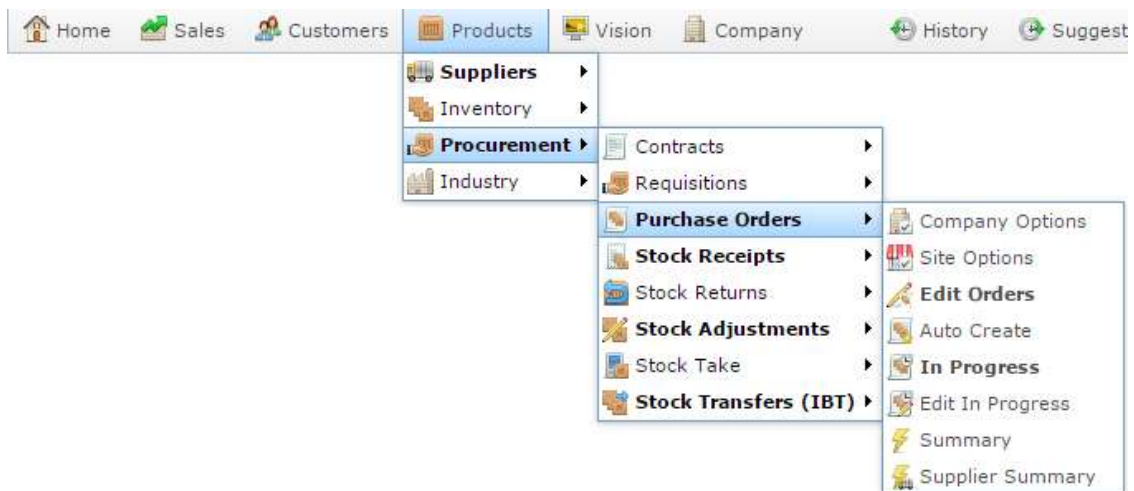 Home Sales Customers Products Vision Company History Suggest
Suppliers
Inventory
Procurement
Industry
Contracts
Requisitions
Purchase Orders
Stock Receipts
Stock Returns
Stock Adjustments
Stock Take
Stock Transfers (IBT)
Company Options
Site Options
Edit Orders
Auto Create
In Progress
Edit In Progress
Summary
Supplier Summary